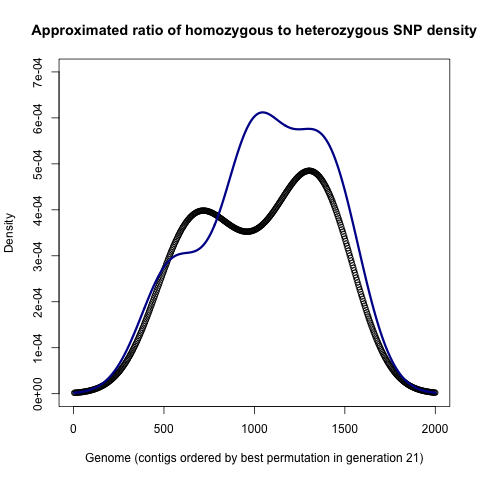 Approximated ratio of homozygous to heterozygous SNP density
7e-04
6e-04
5e-04
4e-04
3e-04
2e-04
1e-04
0e+00
Density
0 500 1000 1500 2000
Genome (contigs ordered by best permutation in generation 21)